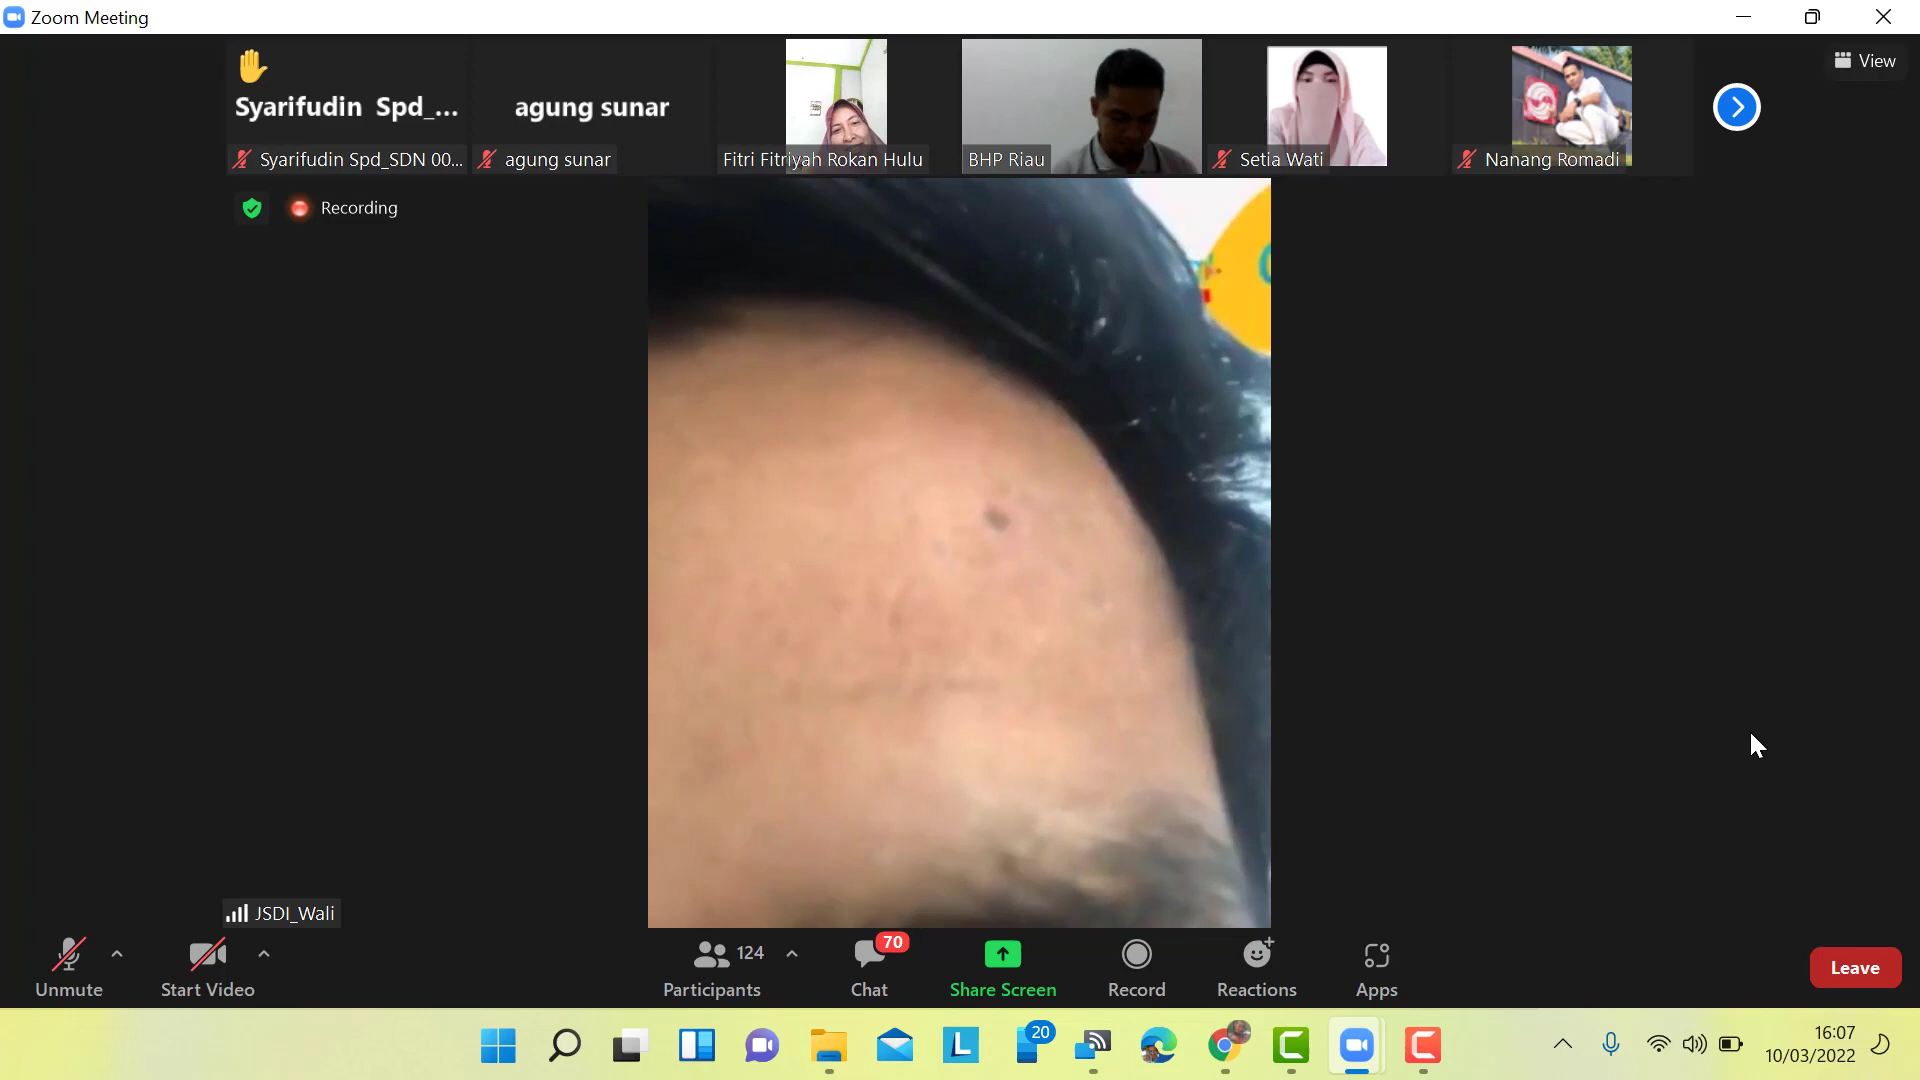 Zoom Meeting
View
Syarifudin Spd_...
agung sunar
Syarifudin Spd_SDN 00...
agung sunar
Fitri Fitriyah Rokan Hulu
BHP Riau
Setia Wati
Nanang Romadi
Recording
JSDI_Wali
124
70
Unmute
Start Video
Participants
Chat
Share Screen
Record
Reactions
Apps
Leave
20
16:07
10/03/2022